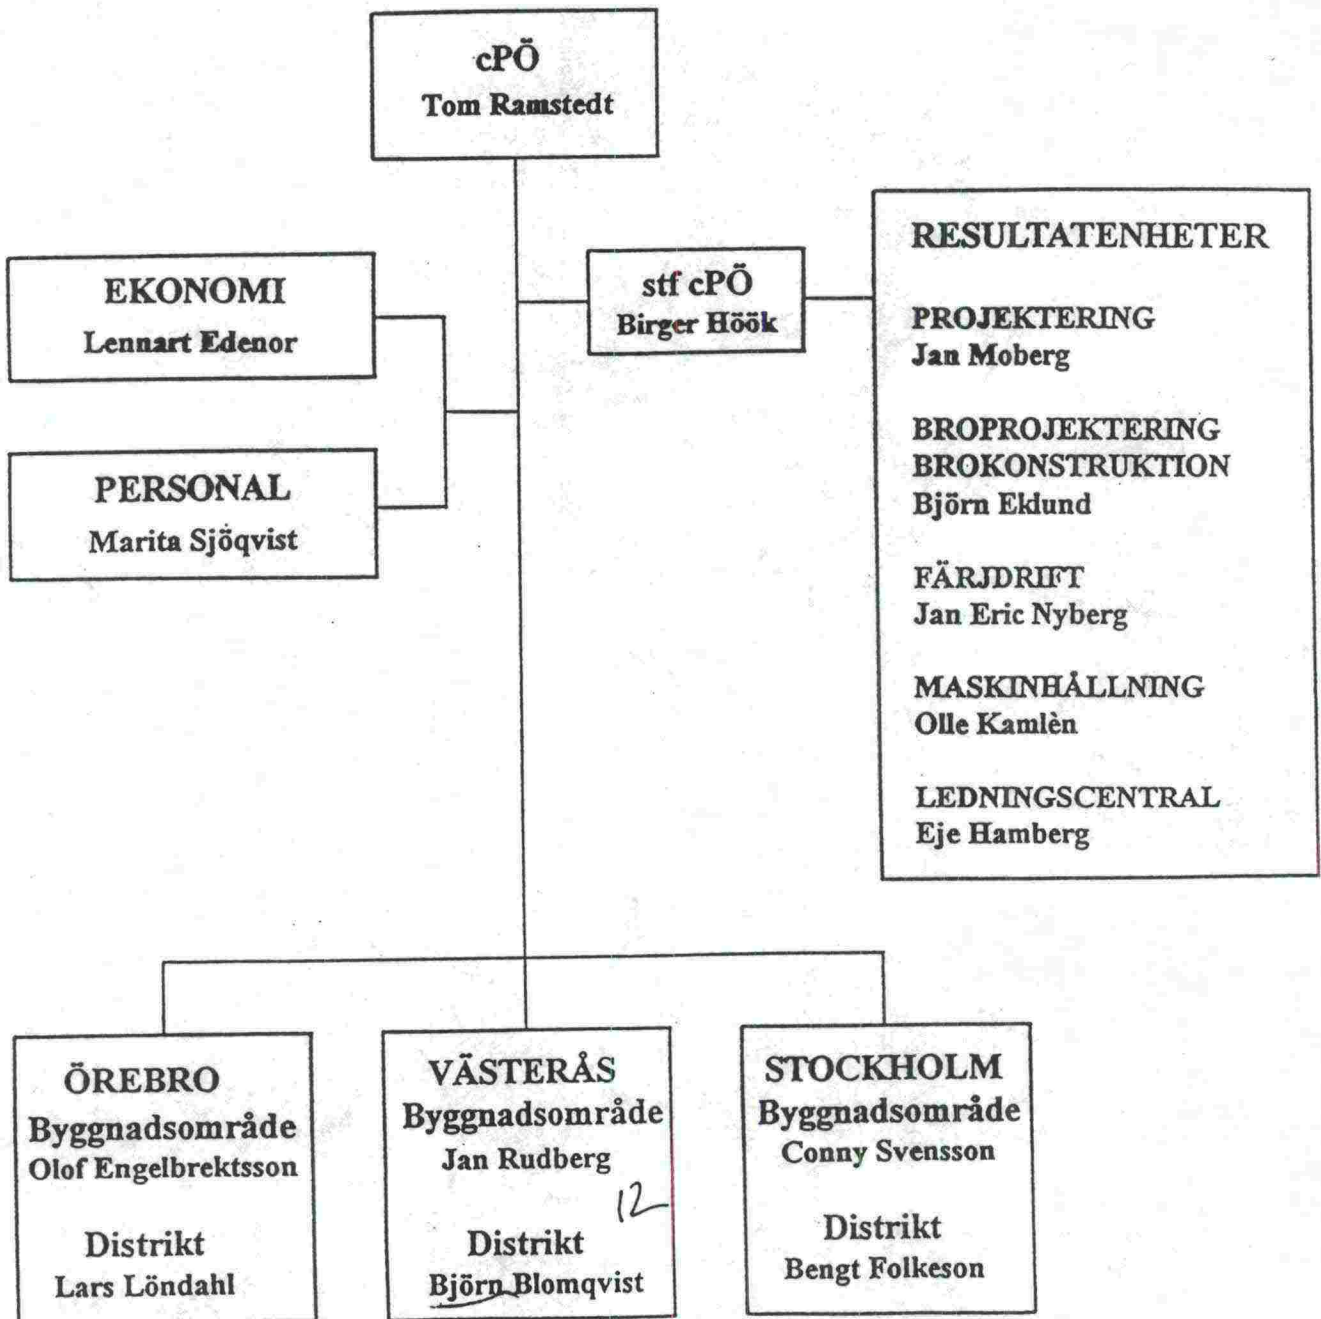 cPÖ
Tom Ramstedt
EKONOMI
Lennart Edenor
PERSONAL
Marita Sjöqvist
stf cPÖ
Birger Höök
RESULTATENHETER
PROJEKTERING
Jan Moberg
BROPROJEKTERING
BROKONSTRUKTION
Björn Eklund
FÄRJDRIFT
Jan Eric Nyberg
MASKINHÅLLNING
Olle Kamlèn
LEDNINGSCENTRAL
Eje Hamberg
ÖREBRO
Byggnadsområde
Olof Engelbrektsson
Distrikt
Lars Löndahl
VÄSTERÅS
Byggnadsområde
Jan Rudberg
12
Distrikt
Björn Blomqvist
STOCKHOLM
Byggnadsområde
Conny Svensson
Distrikt
Bengt Folkeson